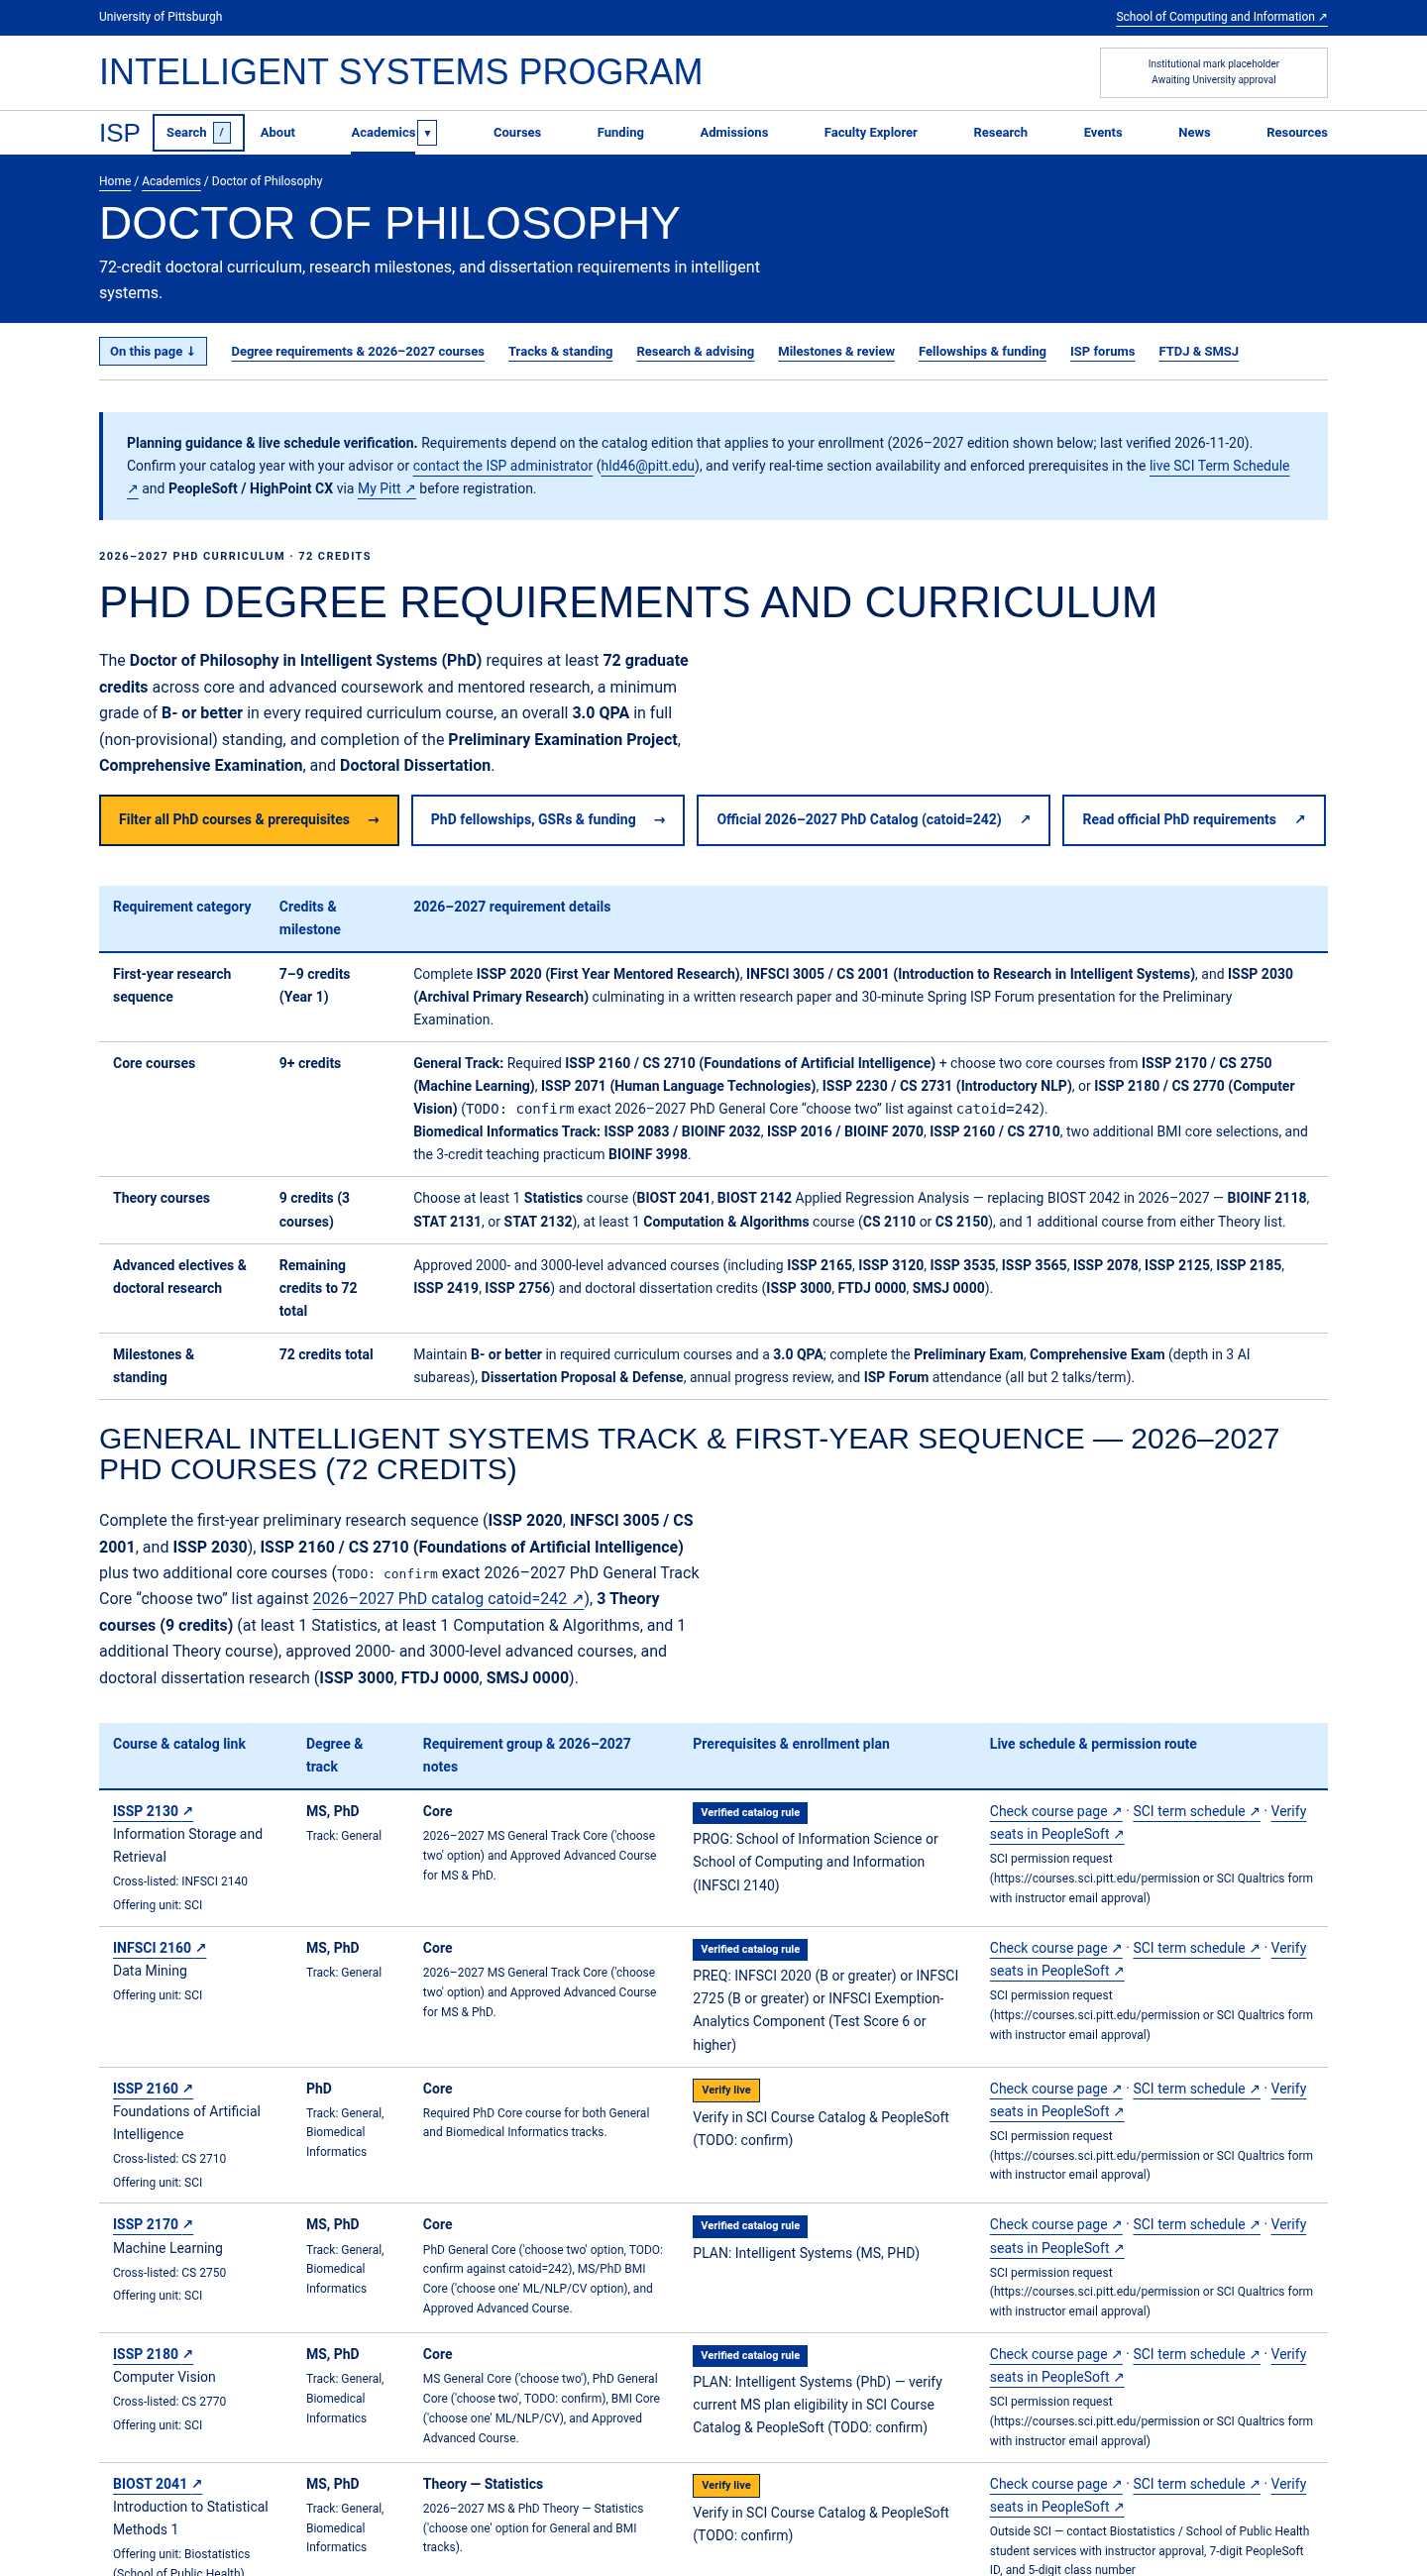 University of Pittsburgh
School of Computing and Information ↗
INTELLIGENT SYSTEMS PROGRAM
Institutional mark placeholder
Awaiting University approval
ISP Search / About Academics ▾ Courses Funding Admissions Faculty Explorer Research Events News Resources
Home / Academics / Doctor of Philosophy
DOCTOR OF PHILOSOPHY
72-credit doctoral curriculum, research milestones, and dissertation requirements in intelligent
systems.
On this page ↓ Degree requirements & 2026–2027 courses Tracks & standing Research & advising Milestones & review Fellowships & funding ISP forums FTDJ & SMSJ
Planning guidance & live schedule verification. Requirements depend on the catalog edition that applies to your enrollment (2026–2027 edition shown below; last verified 2026-11-20).
Confirm your catalog year with your advisor or contact the ISP administrator (hld46@pitt.edu), and verify real-time section availability and enforced prerequisites in the live SCI Term Schedule
↗ and PeopleSoft / HighPoint CX via My Pitt ↗ before registration.
2026–2027 PHD CURRICULUM · 72 CREDITS
PHD DEGREE REQUIREMENTS AND CURRICULUM
The Doctor of Philosophy in Intelligent Systems (PhD) requires at least 72 graduate
credits across core and advanced coursework and mentored research, a minimum
grade of B- or better in every required curriculum course, an overall 3.0 QPA in full
(non-provisional) standing, and completion of the Preliminary Examination Project,
Comprehensive Examination, and Doctoral Dissertation.
Filter all PhD courses & prerequisites → PhD fellowships, GSRs & funding → Official 2026–2027 PhD Catalog (catoid=242) ↗ Read official PhD requirements ↗
Requirement category
Credits &
milestone
2026–2027 requirement details
First-year research
sequence
7–9 credits
(Year 1)
Complete ISSP 2020 (First Year Mentored Research), INFSCI 3005 / CS 2001 (Introduction to Research in Intelligent Systems), and ISSP 2030
(Archival Primary Research) culminating in a written research paper and 30-minute Spring ISP Forum presentation for the Preliminary
Examination.
Core courses
9+ credits
General Track: Required ISSP 2160 / CS 2710 (Foundations of Artificial Intelligence) + choose two core courses from ISSP 2170 / CS 2750
(Machine Learning), ISSP 2071 (Human Language Technologies), ISSP 2230 / CS 2731 (Introductory NLP), or ISSP 2180 / CS 2770 (Computer
Vision) (TODO: confirm exact 2026–2027 PhD General Core “choose two” list against catoid=242).
Biomedical Informatics Track: ISSP 2083 / BIOINF 2032, ISSP 2016 / BIOINF 2070, ISSP 2160 / CS 2710, two additional BMI core selections, and
the 3-credit teaching practicum BIOINF 3998.
Theory courses
9 credits (3
courses)
Choose at least 1 Statistics course (BIOST 2041, BIOST 2142 Applied Regression Analysis — replacing BIOST 2042 in 2026–2027 — BIOINF 2118,
STAT 2131, or STAT 2132), at least 1 Computation & Algorithms course (CS 2110 or CS 2150), and 1 additional course from either Theory list.
Advanced electives &
doctoral research
Remaining
credits to 72
total
Approved 2000- and 3000-level advanced courses (including ISSP 2165, ISSP 3120, ISSP 3535, ISSP 3565, ISSP 2078, ISSP 2125, ISSP 2185,
ISSP 2419, ISSP 2756) and doctoral dissertation credits (ISSP 3000, FTDJ 0000, SMSJ 0000).
Milestones &
standing
72 credits total
Maintain B- or better in required curriculum courses and a 3.0 QPA; complete the Preliminary Exam, Comprehensive Exam (depth in 3 AI
subareas), Dissertation Proposal & Defense, annual progress review, and ISP Forum attendance (all but 2 talks/term).
GENERAL INTELLIGENT SYSTEMS TRACK & FIRST-YEAR SEQUENCE — 2026–2027
PHD COURSES (72 CREDITS)
Complete the first-year preliminary research sequence (ISSP 2020, INFSCI 3005 / CS
2001, and ISSP 2030), ISSP 2160 / CS 2710 (Foundations of Artificial Intelligence)
plus two additional core courses (TODO: confirm exact 2026–2027 PhD General Track
Core “choose two” list against 2026–2027 PhD catalog catoid=242 ↗), 3 Theory
courses (9 credits) (at least 1 Statistics, at least 1 Computation & Algorithms, and 1
additional Theory course), approved 2000- and 3000-level advanced courses, and
doctoral dissertation research (ISSP 3000, FTDJ 0000, SMSJ 0000).
Course & catalog link
Degree &
track
Requirement group & 2026–2027
notes
Prerequisites & enrollment plan
Live schedule & permission route
ISSP 2130 ↗
Information Storage and
Retrieval
Cross-listed: INFSCI 2140
Offering unit: SCI
MS, PhD
Track: General
Core
2026–2027 MS General Track Core ('choose
two' option) and Approved Advanced Course
for MS & PhD.
Verified catalog rule
PROG: School of Information Science or
School of Computing and Information
(INFSCI 2140)
Check course page ↗ · SCI term schedule ↗ · Verify
seats in PeopleSoft ↗
SCI permission request
(https://courses.sci.pitt.edu/permission or SCI Qualtrics form
with instructor email approval)
INFSCI 2160 ↗
Data Mining
Offering unit: SCI
MS, PhD
Track: General
Core
2026–2027 MS General Track Core ('choose
two' option) and Approved Advanced Course
for MS & PhD.
Verified catalog rule
PREQ: INFSCI 2020 (B or greater) or INFSCI
2725 (B or greater) or INFSCI Exemption-
Analytics Component (Test Score 6 or
higher)
Check course page ↗ · SCI term schedule ↗ · Verify
seats in PeopleSoft ↗
SCI permission request
(https://courses.sci.pitt.edu/permission or SCI Qualtrics form
with instructor email approval)
ISSP 2160 ↗
Foundations of Artificial
Intelligence
Cross-listed: CS 2710
Offering unit: SCI
PhD
Track: General,
Biomedical
Informatics
Core
Required PhD Core course for both General
and Biomedical Informatics tracks.
Verify live
Verify in SCI Course Catalog & PeopleSoft
(TODO: confirm)
Check course page ↗ · SCI term schedule ↗ · Verify
seats in PeopleSoft ↗
SCI permission request
(https://courses.sci.pitt.edu/permission or SCI Qualtrics form
with instructor email approval)
ISSP 2170 ↗
Machine Learning
Cross-listed: CS 2750
Offering unit: SCI
MS, PhD
Track: General,
Biomedical
Informatics
Core
PhD General Core ('choose two' option, TODO:
confirm against catoid=242), MS/PhD BMI
Core ('choose one' ML/NLP/CV option), and
Approved Advanced Course.
Verified catalog rule
PLAN: Intelligent Systems (MS, PHD)
Check course page ↗ · SCI term schedule ↗ · Verify
seats in PeopleSoft ↗
SCI permission request
(https://courses.sci.pitt.edu/permission or SCI Qualtrics form
with instructor email approval)
ISSP 2180 ↗
Computer Vision
Cross-listed: CS 2770
Offering unit: SCI
MS, PhD
Track: General,
Biomedical
Informatics
Core
MS General Core ('choose two'), PhD General
Core ('choose two', TODO: confirm), BMI Core
('choose one' ML/NLP/CV), and Approved
Advanced Course.
Verified catalog rule
PLAN: Intelligent Systems (PhD) — verify
current MS plan eligibility in SCI Course
Catalog & PeopleSoft (TODO: confirm)
Check course page ↗ · SCI term schedule ↗ · Verify
seats in PeopleSoft ↗
SCI permission request
(https://courses.sci.pitt.edu/permission or SCI Qualtrics form
with instructor email approval)
BIOST 2041 ↗
Introduction to Statistical
Methods 1
Offering unit: Biostatistics
(School of Public Health)
MS, PhD
Track: General,
Biomedical
Informatics
Theory — Statistics
2026–2027 MS & PhD Theory — Statistics
('choose one' option for General and BMI
tracks).
Verify live
Verify in SCI Course Catalog & PeopleSoft
(TODO: confirm)
Check course page ↗ · SCI term schedule ↗ · Verify
seats in PeopleSoft ↗
Outside SCI — contact Biostatistics / School of Public Health
student services with instructor approval, 7-digit PeopleSoft
ID, and 5-digit class number